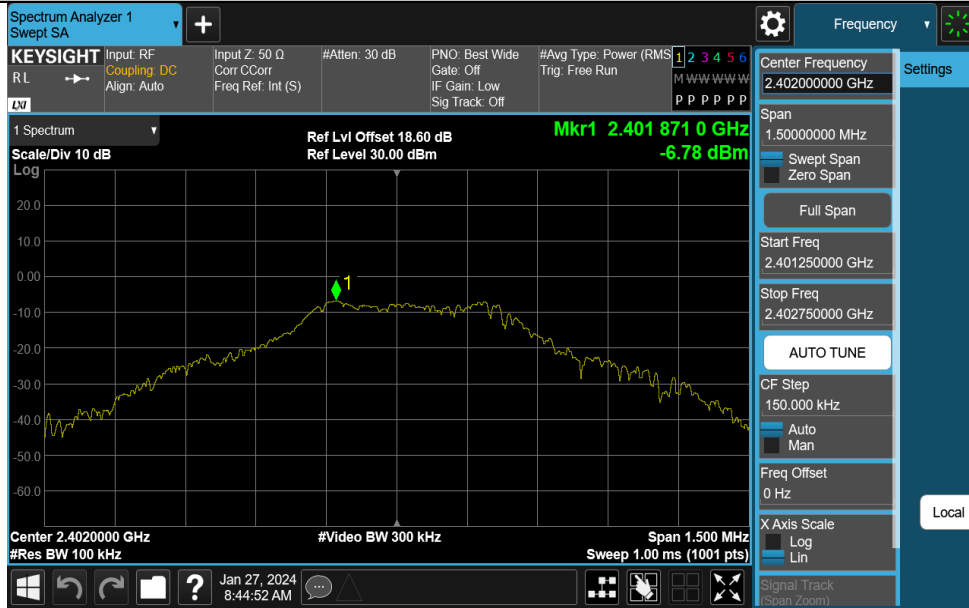 Spectrum Analyzer 1
Swept SA
+
Frequency
KEYSIGHT
RL
LXI
Input: RF
Coupling: DC
Align: Auto
Input Z: 50 Ω
Corr CCorr
Freq Ref: Int (S)
#Atten: 30 dB
PNO: Best Wide
Gate: Off
IF Gain: Low
Sig Track: Off
#Avg Type: Power (RMS
Trig: Free Run
1 2 3 4 5 6
M W W W W W
P P P P P P
1 Spectrum
Scale/Div 10 dB
Log
Ref Lvl Offset 18.60 dB
Ref Level 30.00 dBm
Mkr1 2.401 871 0 GHz
-6.78 dBm
20.0
10.0
0.00
-10.0
-20.0
-30.0
-40.0
-50.0
-60.0
1
Center 2.4020000 GHz
#Res BW 100 kHz
#Video BW 300 kHz
Span 1.500 MHz
Sweep 1.00 ms (1001 pts)
Center Frequency
2.402000000 GHz
Span
1.50000000 MHz
Swept Span
Zero Span
Full Span
Start Freq
2.401250000 GHz
Stop Freq
2.402750000 GHz
AUTO TUNE
CF Step
150.000 kHz
Auto
Man
Freq Offset
0 Hz
X Axis Scale
Log
Lin
Signal Track
(Span Zoom)
Settings
Local
?
Jan 27, 2024
8:44:52 AM